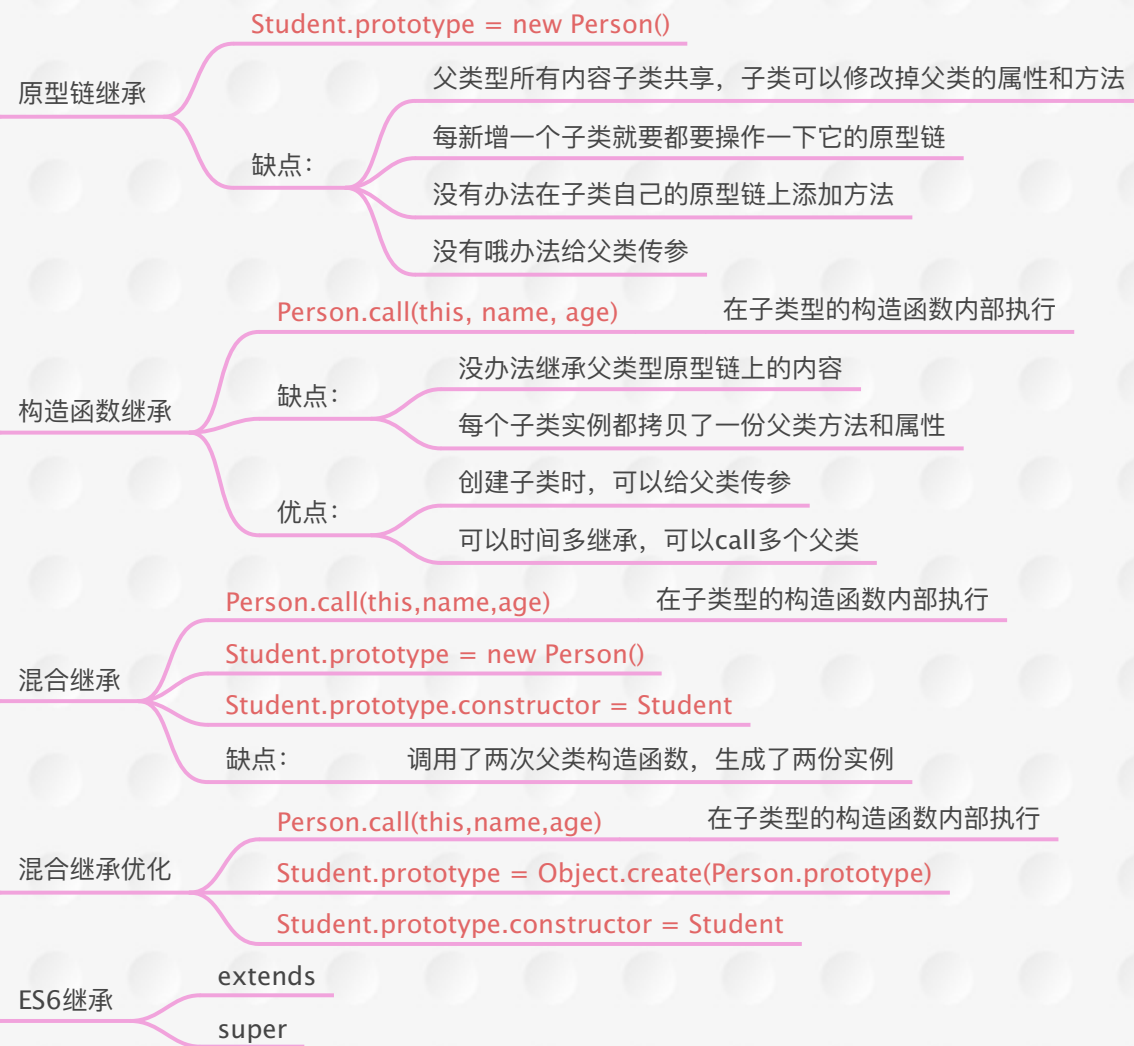 Student.prototype = new Person()
原型链继承
父类型所有内容子类共享，子类可以修改掉父类的属性和方法
每新增一个子类就要都要操作一下它的原型链
缺点：
没有办法在子类自己的原型链上添加方法
没有哦办法给父类传参
Person.call(this, name, age) 在子类型的构造函数内部执行
没办法继承父类型原型链上的内容
缺点：
构造函数继承
每个子类实例都拷贝了一份父类方法和属性
创建子类时，可以给父类传参
优点：
可以时间多继承，可以call多个父类
Person.call(this,name,age) 在子类型的构造函数内部执行
Student.prototype = new Person()
混合继承
Student.prototype.constructor = Student
缺点： 调用了两次父类构造函数，生成了两份实例
Person.call(this,name,age) 在子类型的构造函数内部执行
混合继承优化
Student.prototype = Object.create(Person.prototype)
Student.prototype.constructor = Student
extends
ES6继承
super